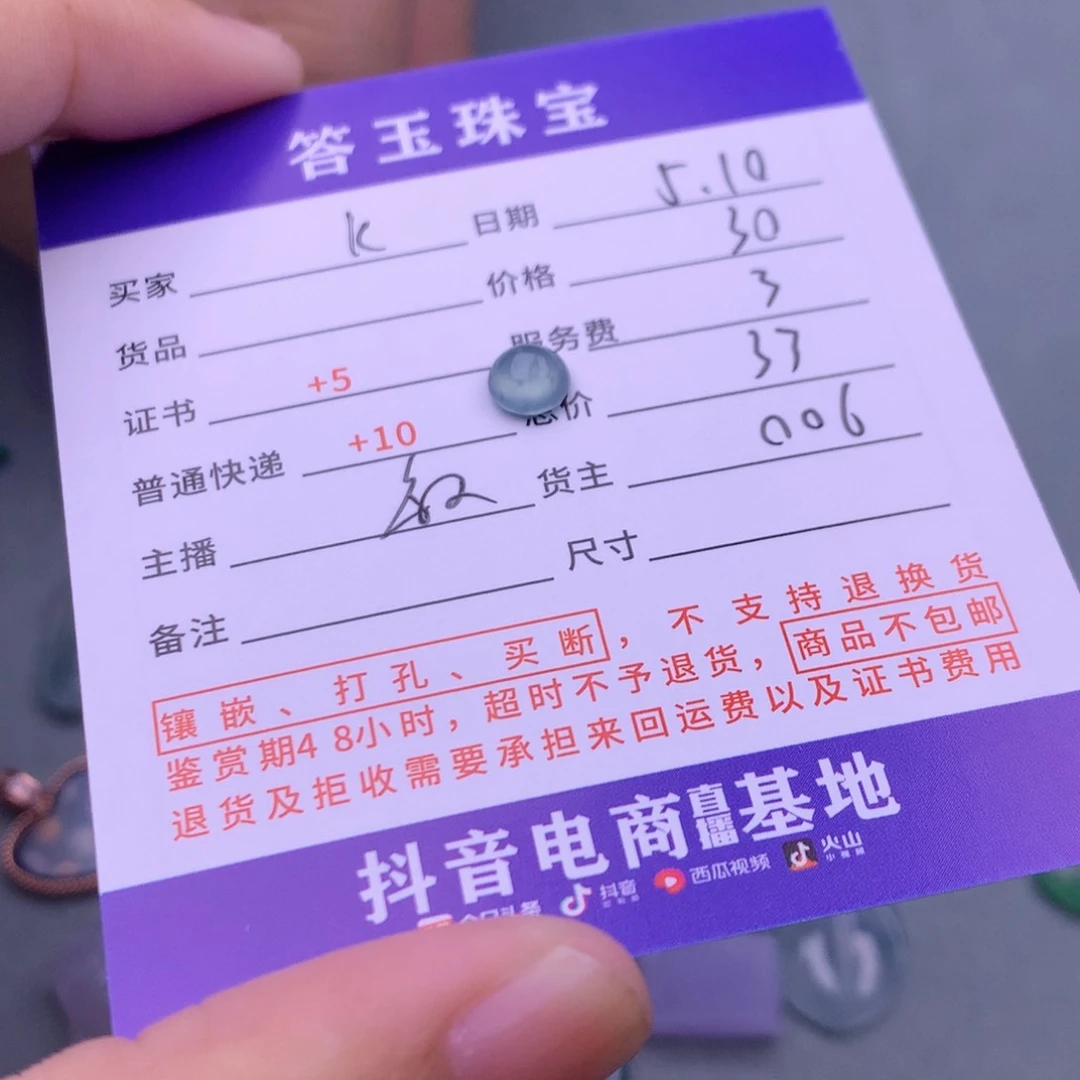 答玉珠宝
买家 k 日期 5.10
货品 价格 30
证书 +5 服务费 3
普通快递 +10 总价 33
主播 货主 006
备注 尺寸
镶嵌、打孔、买断，不支持退换货
鉴赏期48小时，超时不予退货，商品不包邮
退货及拒收需要承担来回运费以及证书费用
抖音电商直播基地
今日头条 抖音 西瓜视频 火山